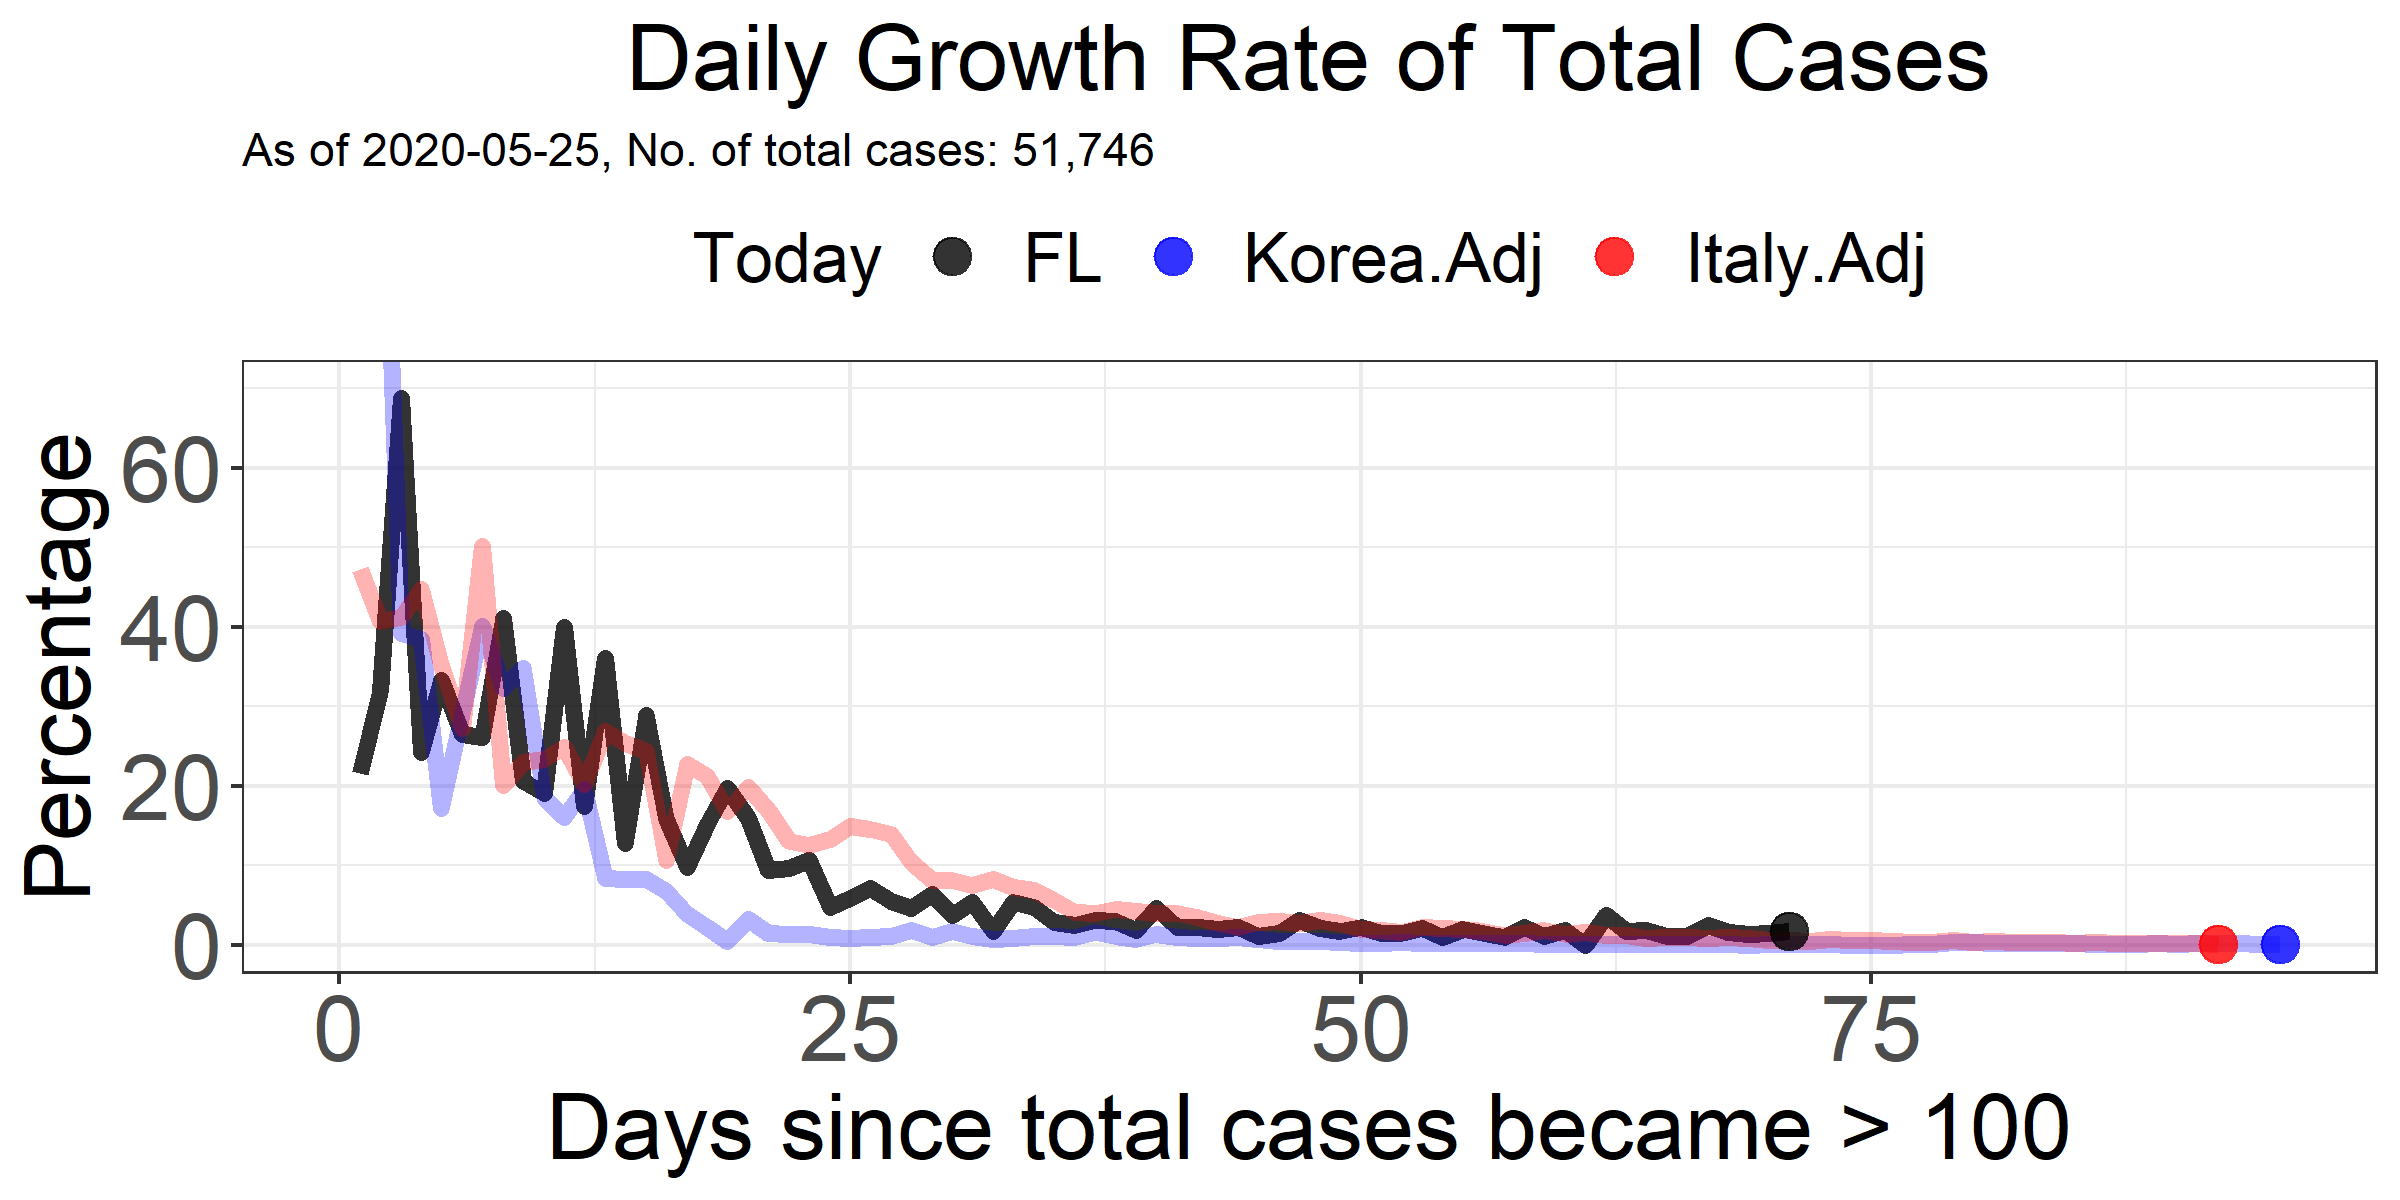 Daily Growth Rate of Total Cases
As of 2020-05-25, No. of total cases: 51,746
Today FL Korea.Adj Italy.Adj
Percentage
60
40
20
0
0 25 50 75
Days since total cases became > 100